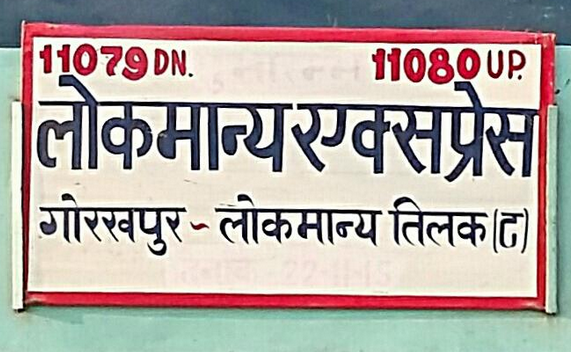 11079 DN. 11080 UP.
लोकमान्य एक्सप्रेस
गोरखपुर ~ लोकमान्य तिलक (ट)